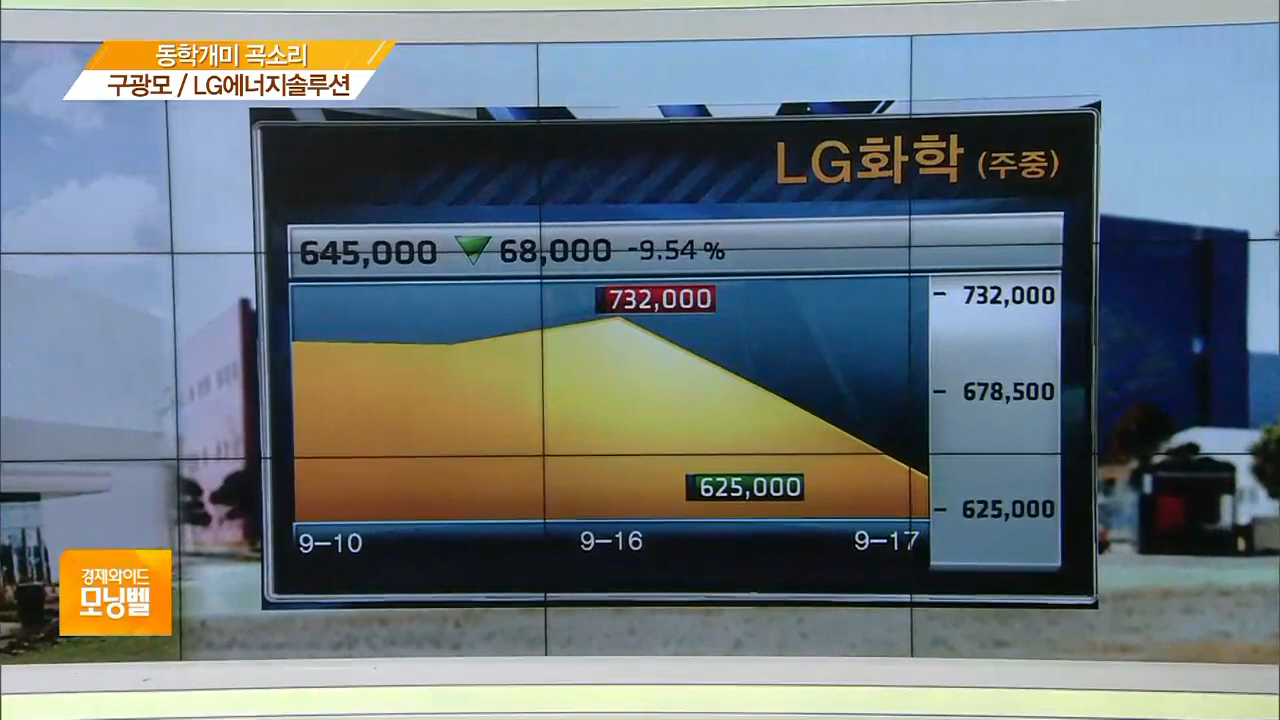 동학개미 곡소리
구광모 / LG에너지솔루션
LG화학 (주중)
645,000 ▼ 68,000 -9.54 %
732,000
732,000
678,500
625,000
625,000
9-10 9-16 9-17
경제와이드
모닝벨